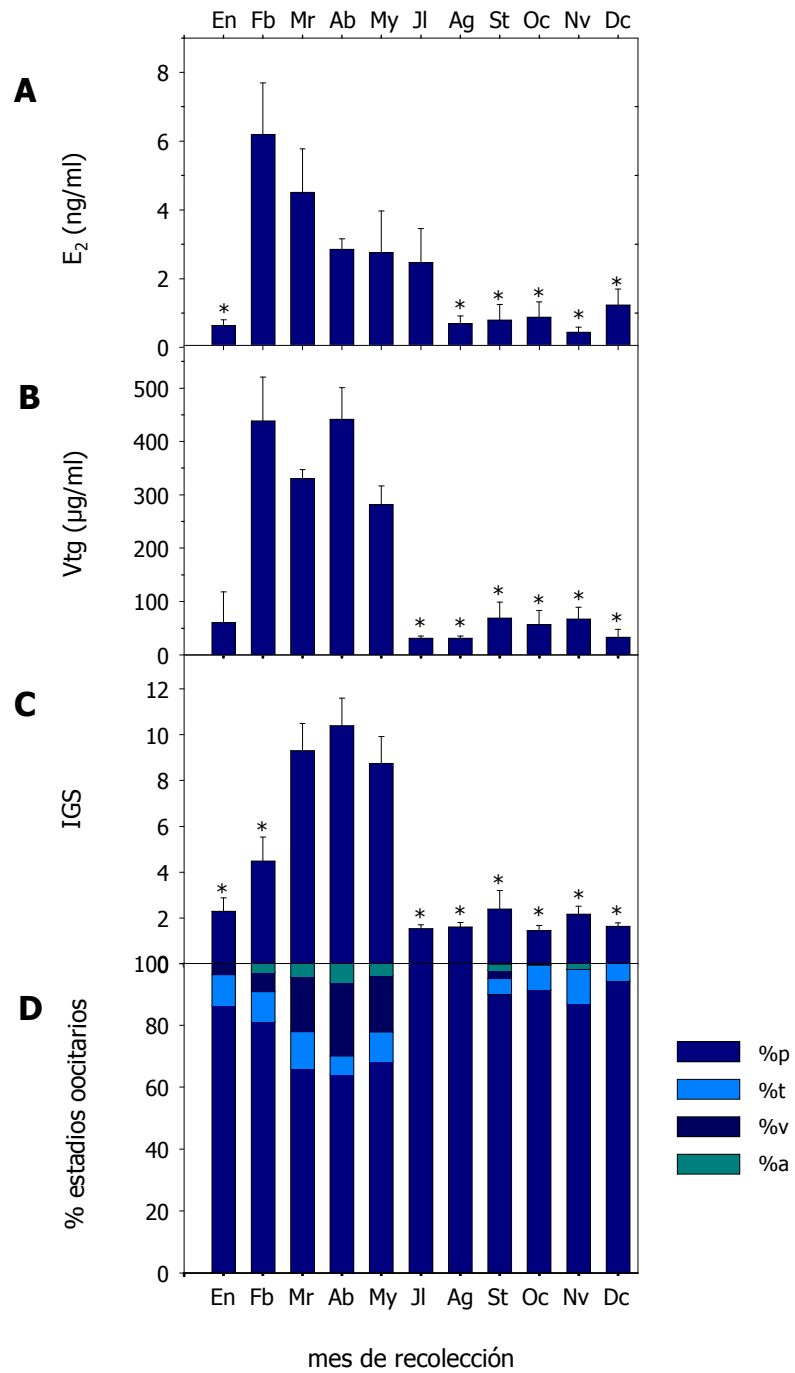 En Fb Mr Ab My Jl Ag St Oc Nv Dc
A
E2 (ng/ml)
8
6
4
2
0
* * * * * *
B
Vtg (µg/ml)
500
400
300
200
100
0
* * * * * *
C
IGS
12
10
8
6
4
2
0
* * * * * * * *
D
% estadios oocitarios
100
80
60
40
20
0
%p
%t
%v
%a
En Fb Mr Ab My Jl Ag St Oc Nv Dc
mes de recolección